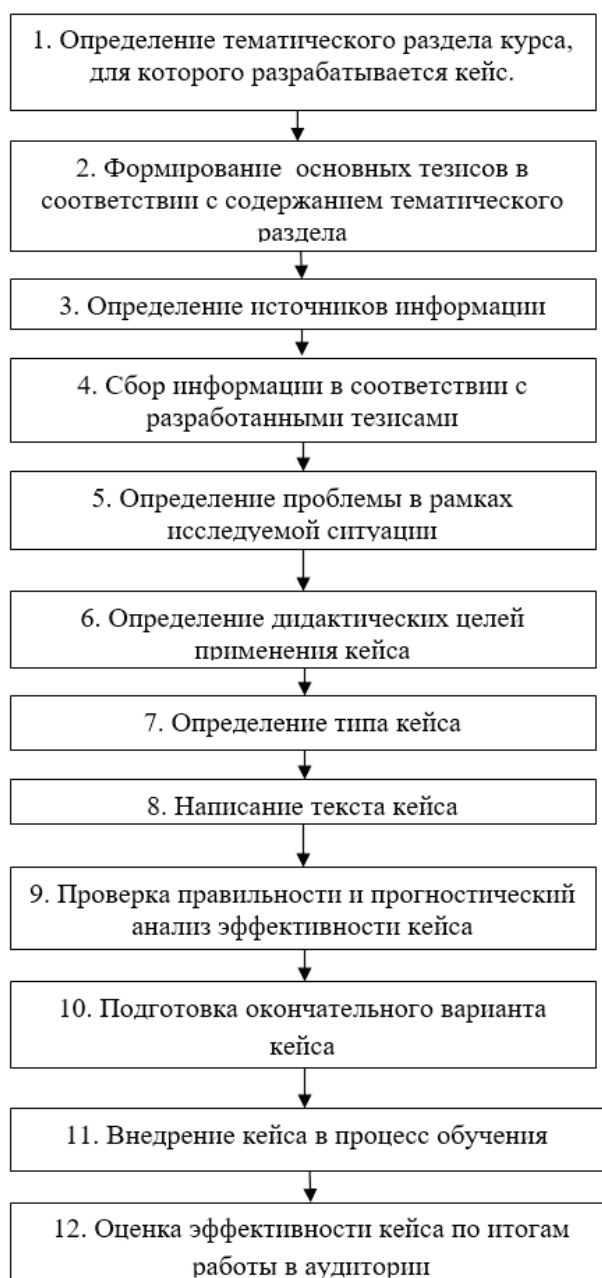 1. Определение тематического раздела курса,
для которого разрабатывается кейс.
2. Формирование основных тезисов в
соответствии с содержанием тематического
раздела
3. Определение источников информации
4. Сбор информации в соответствии с
разработанными тезисами
5. Определение проблемы в рамках
исследуемой ситуации
6. Определение дидактических целей
применения кейса
7. Определение типа кейса
8. Написание текста кейса
9. Проверка правильности и прогностический
анализ эффективности кейса
10. Подготовка окончательного варианта
кейса
11. Внедрение кейса в процесс обучения
12. Оценка эффективности кейса по итогам
работы в аудитории